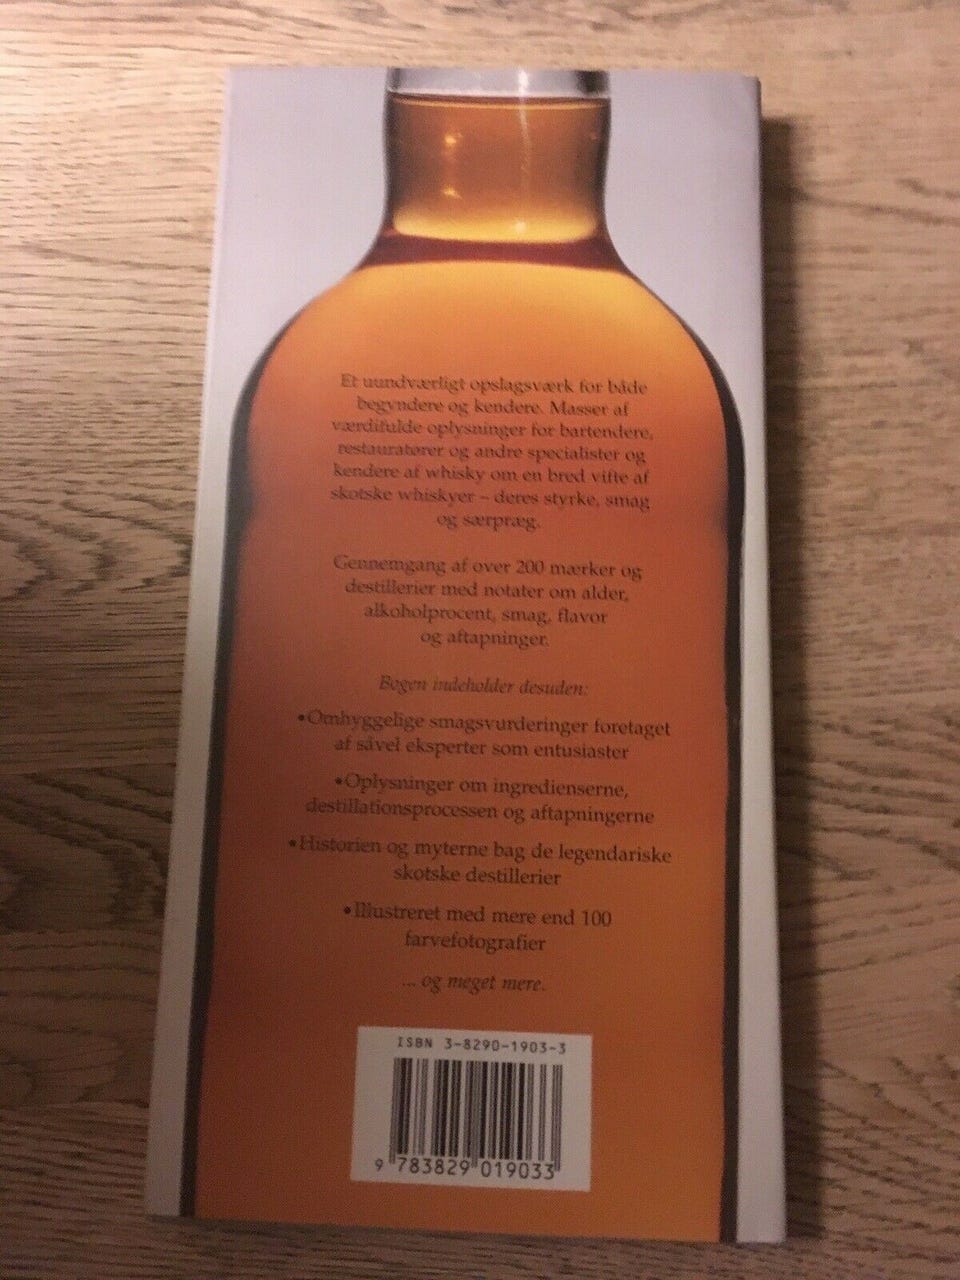 Et uundværligt opslagsværk for både
begyndere og kendere. Masser af
værdifulde oplysninger for bartendere,
restauratører og andre specialister og
kendere af whisky om en bred vifte af
skotske whiskyer – deres styrke, smag
og særpræg.
Gennemgang af over 200 mærker og
destillerier med notater om alder,
alkoholprocent, smag, flavor
og aftapninger.
Bogen indeholder desuden:
•Omhyggelige smagsvurderinger foretaget
af såvel eksperter som entusiaster
•Oplysninger om ingredienserne,
destillationsprocessen og aftapningerne
•Historien og myterne bag de legendariske
skotske destillerier
•Illustreret med mere end 100
farvefotografier
... og meget mere.
ISBN 3-8290-1903-3
9 783829 019033